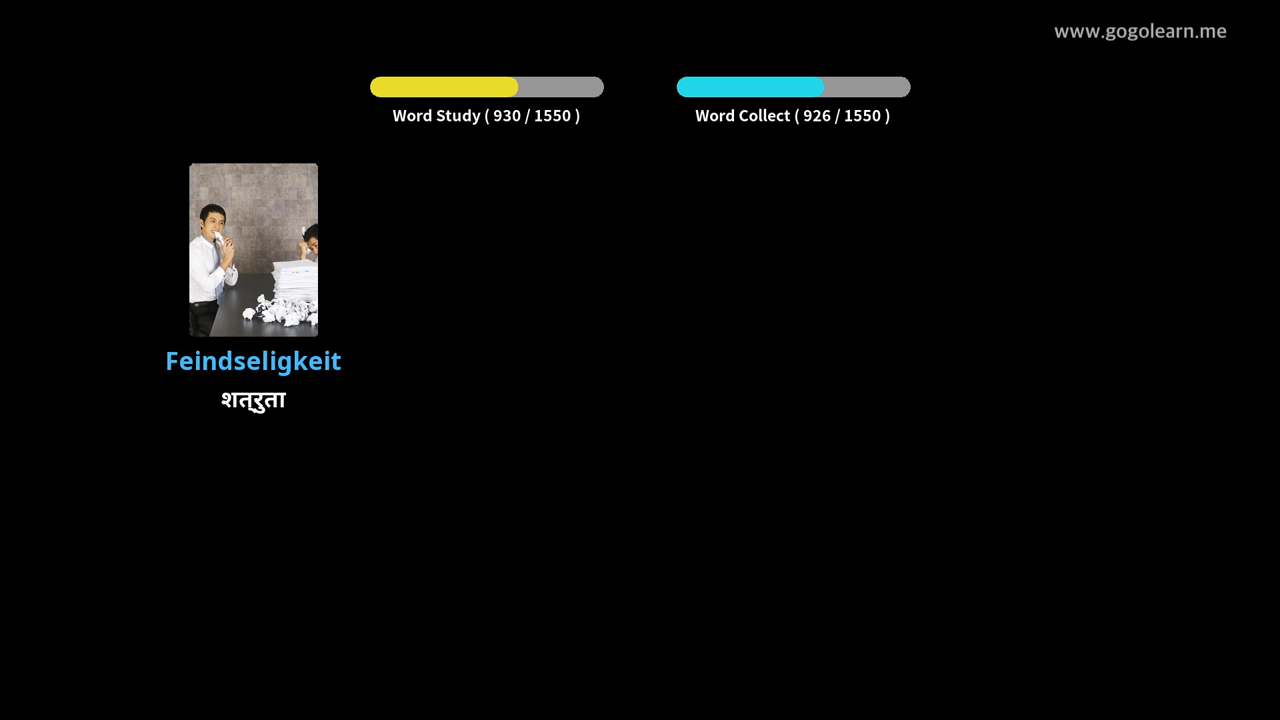 www.gogolearn.me
Word Study ( 930 / 1550 )
Word Collect ( 926 / 1550 )
Feindseligkeit
शत्रुता